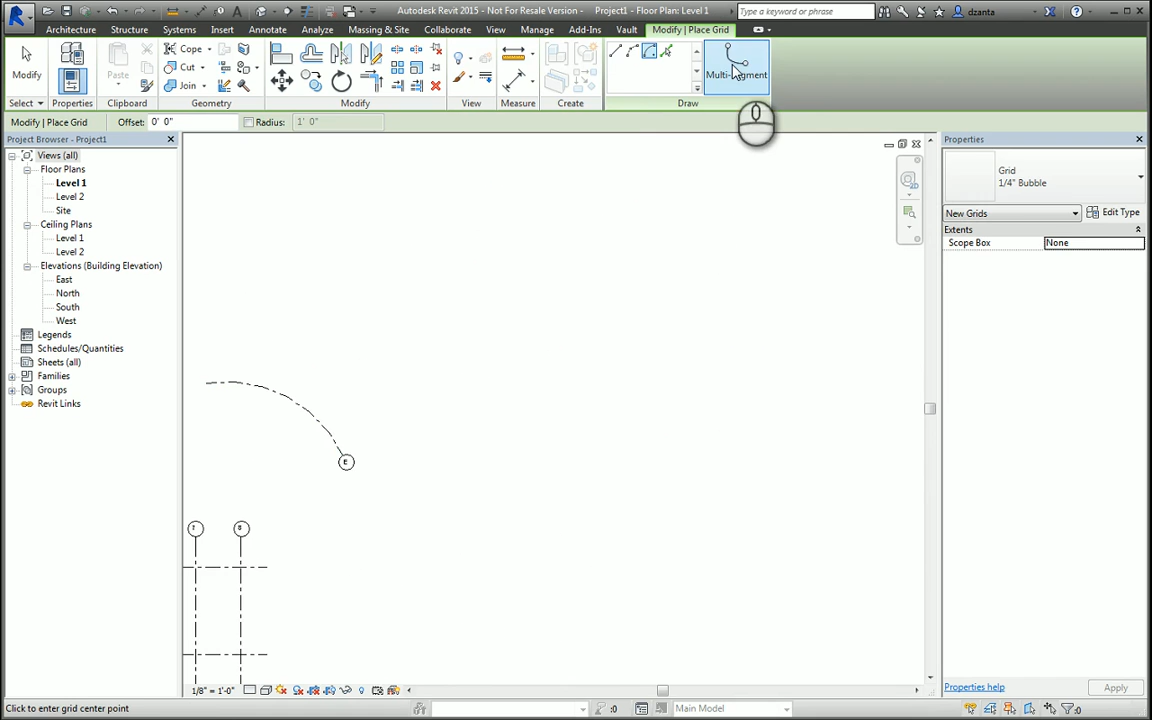 Autodesk Revit 2015 - Not For Resale Version - Project1 - Floor Plan: Level 1
Type a keyword or phrase
dzanta
Architecture Structure Systems Insert Annotate Analyze Massing & Site Collaborate View Manage Add-Ins Vault Modify | Place Grid
Modify
Paste
Cope
Cut
Join
Multi-Segment
Select Properties Clipboard Geometry Modify View Measure Create Draw
Modify | Place Grid Offset: 0' 0" Radius: 1' 0"
Project Browser - Project1
Views (all)
Floor Plans
Level 1
Level 2
Site
Ceiling Plans
Level 1
Level 2
Elevations (Building Elevation)
East
North
South
West
Legends
Schedules/Quantities
Sheets (all)
Families
Groups
Revit Links
2D
E
7 8
1/8" = 1'-0"
Properties
Grid
1/4" Bubble
New Grids Edit Type
Extents
Scope Box None
Properties help Apply
Click to enter grid center point
:0
Main Model
:0